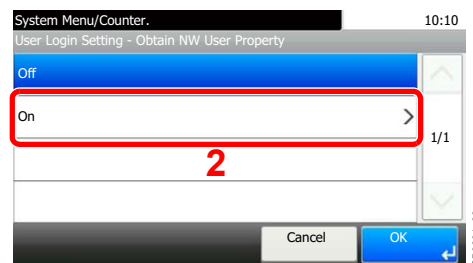 System Menu/Counter. 10:10
User Login Setting - Obtain NW User Property
Off
On
1/1
2
Cancel OK